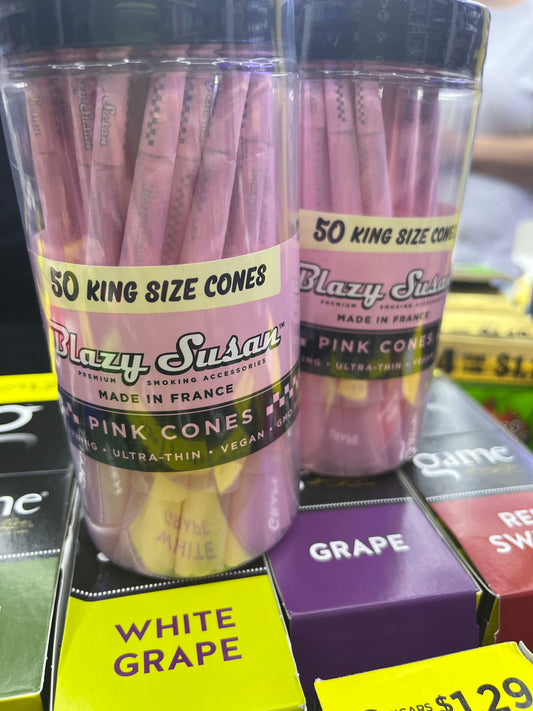 50 KING SIZE CONES
Blazy Susan™
PREMIUM SMOKING ACCESSORIES
MADE IN FRANCE
PINK CONES
ULTRA-THIN • VEGAN •
50 KING SIZE CONES
Blazy Susan
PREMIUM SMOKING ACCESSORIES
MADE IN FRANCE
PINK CONES
ULTRA-THIN • VEGAN
game
GRAPE
WHITE
GRAPE
$1.29